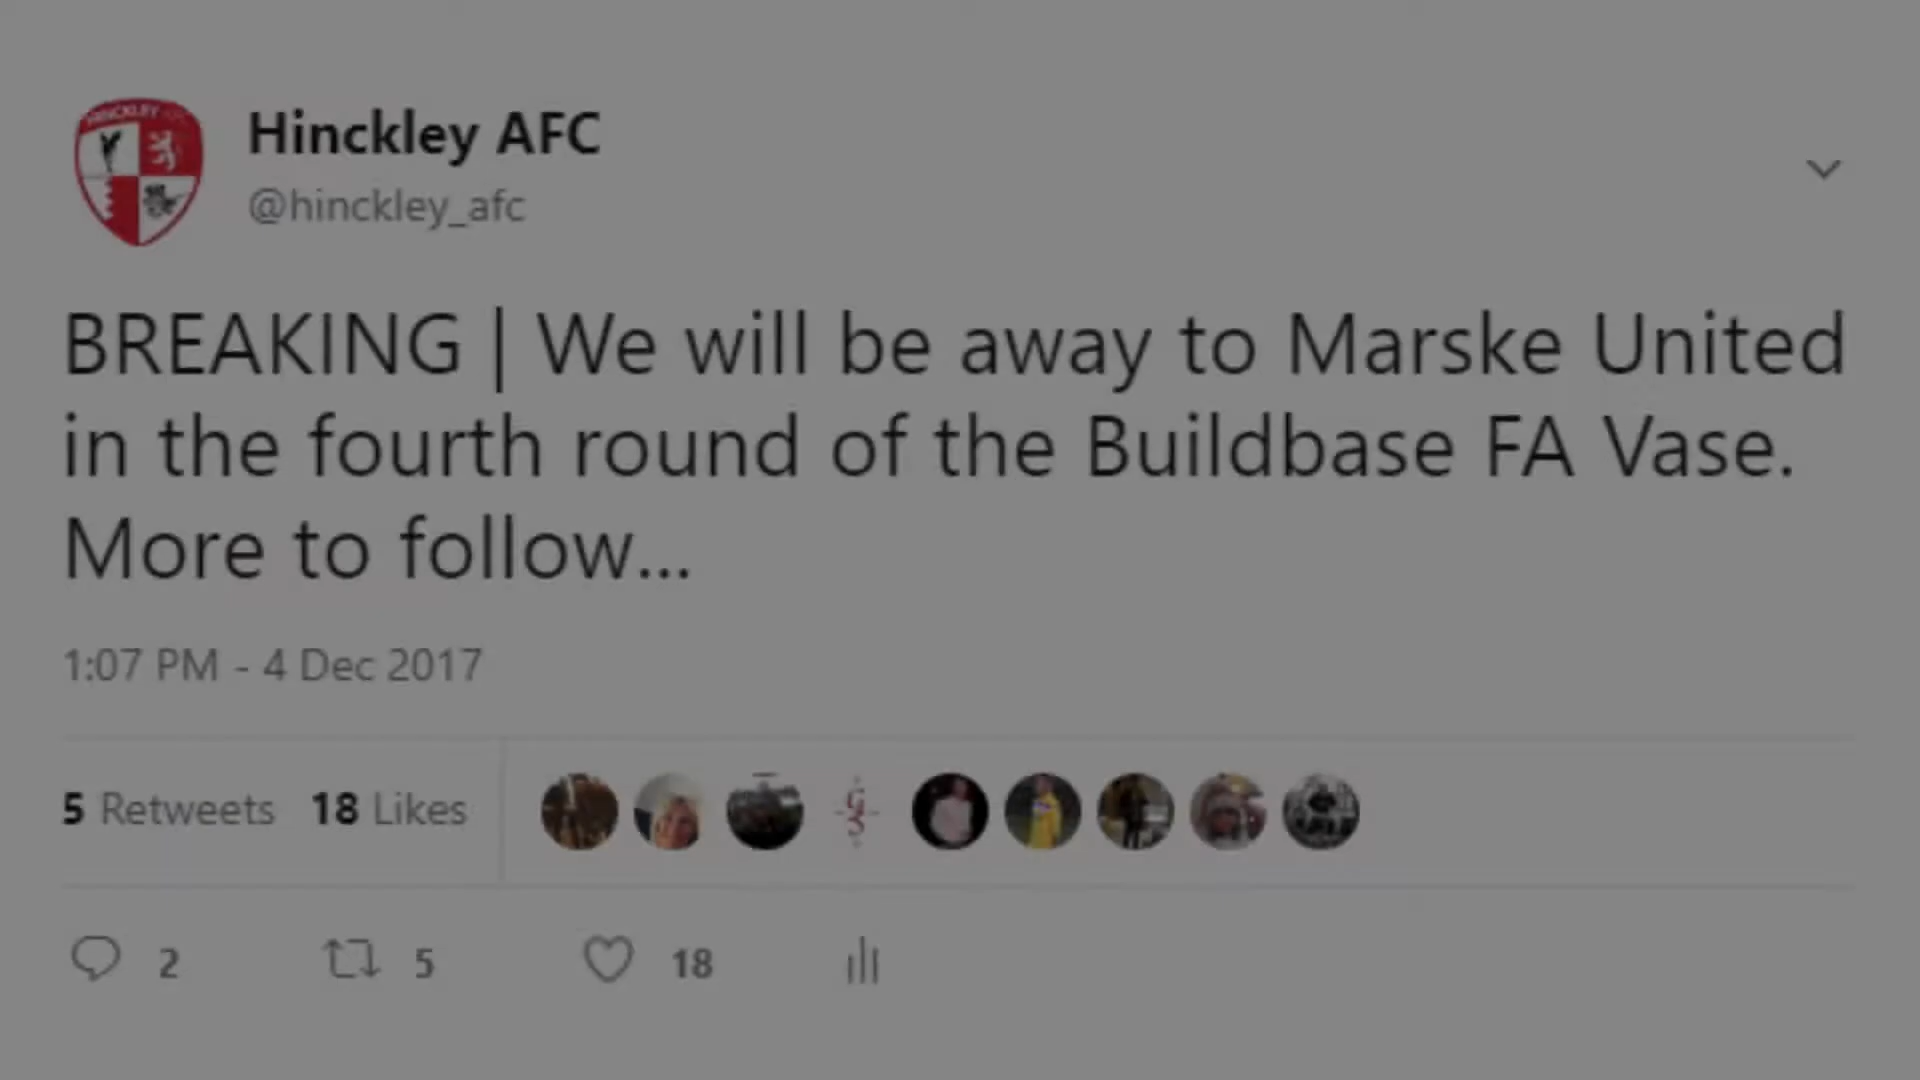 HINCKLEY
Hinckley AFC
@hinckley_afc
BREAKING | We will be away to Marske United
in the fourth round of the Buildbase FA Vase.
More to follow...
1:07 PM - 4 Dec 2017
5 Retweets 18 Likes
2 5 18